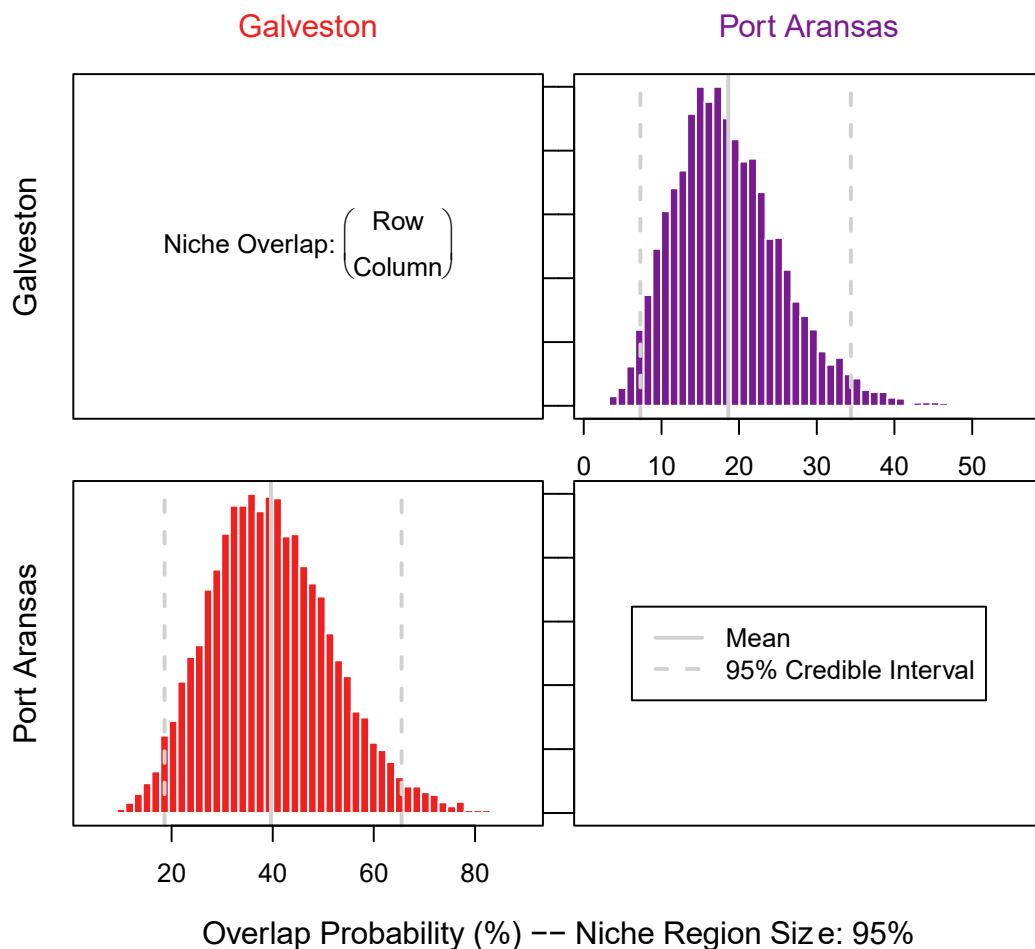 Galveston
Port Aransas
Galveston
Niche Overlap: (Row
Column)
0 10 20 30 40 50
Port Aransas
Mean
95% Credible Interval
20 40 60 80
Overlap Probability (%) –– Niche Region Size: 95%